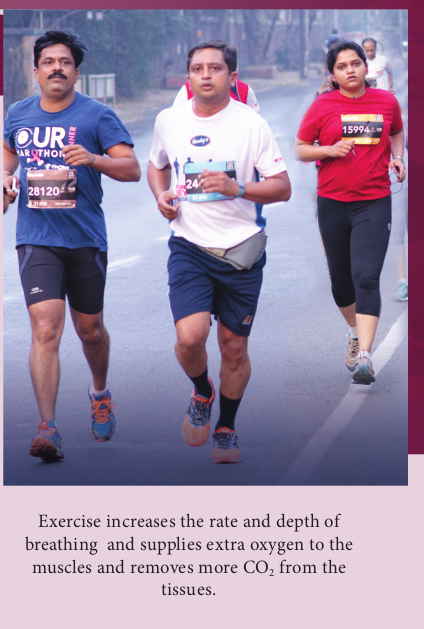 OUR
MARATHON
28120
15994
Exercise increases the rate and depth of
breathing and supplies extra oxygen to the
muscles and removes more CO₂ from the
tissues.